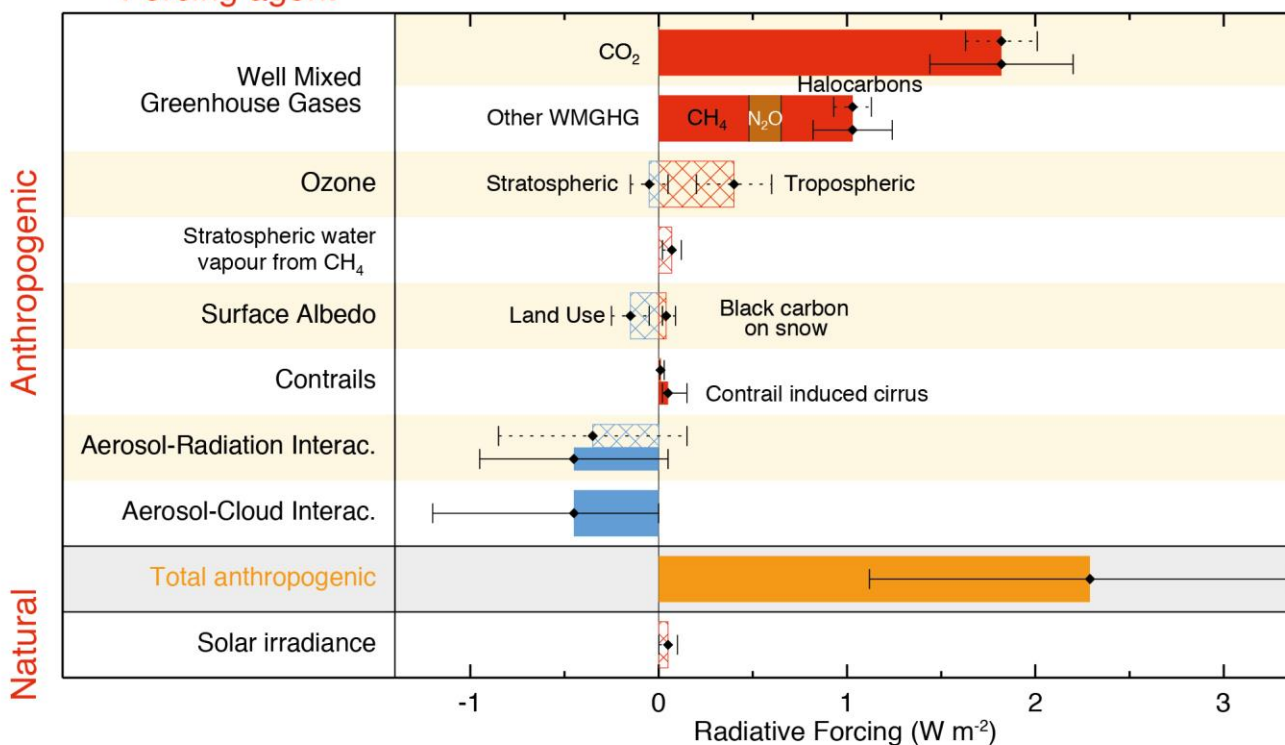 Forcing agent
Anthropogenic
Natural
Well Mixed
Greenhouse Gases
CO₂
Halocarbons
Other WMGHG
CH₄
N₂O
Ozone
Stratospheric
Tropospheric
Stratospheric water
vapour from CH₄
Surface Albedo
Land Use
Black carbon
on snow
Contrails
Contrail induced cirrus
Aerosol-Radiation Interac.
Aerosol-Cloud Interac.
Total anthropogenic
Solar irradiance
-1 0 1 2 3
Radiative Forcing (W m⁻²)